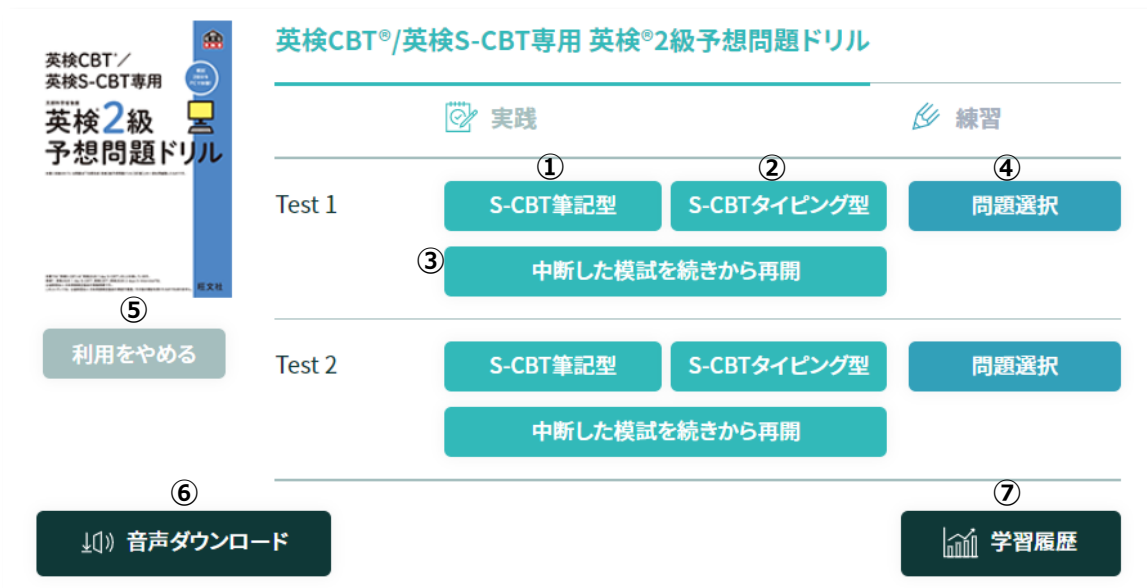 英検CBT®/英検S-CBT専用 英検®2級予想問題ドリル
英検CBT®/
英検S-CBT専用
英検2級
予想問題ドリル
旺文社
実践
練習
① ② ④
Test 1
S-CBT筆記型
S-CBTタイピング型
問題選択
③
中断した模試を続きから再開
⑤
利用をやめる
Test 2
S-CBT筆記型
S-CBTタイピング型
問題選択
中断した模試を続きから再開
⑥
音声ダウンロード
⑦
学習履歴